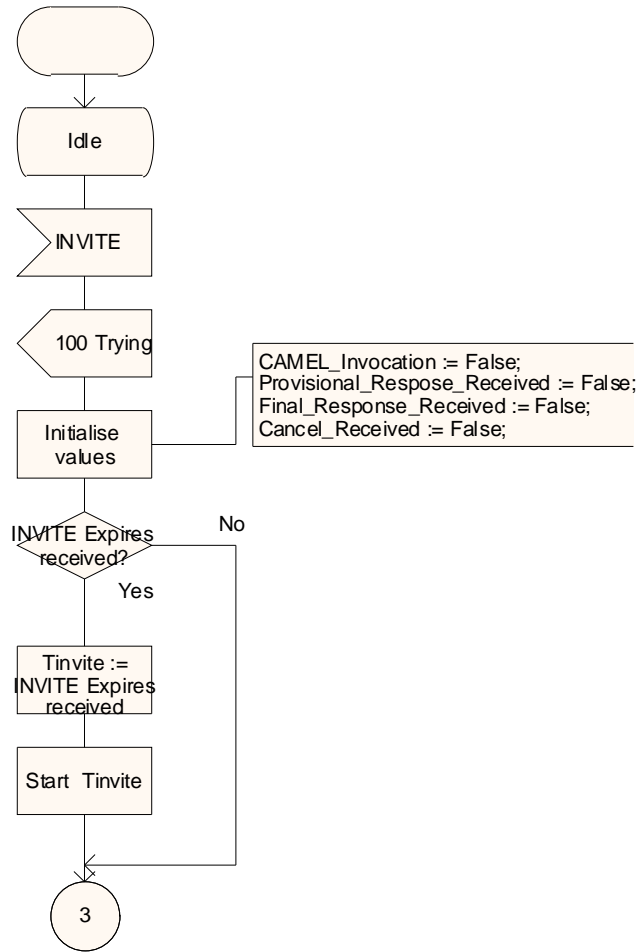 Idle
INVITE
100 Trying
CAMEL_Invocation := False;
Provisional_Respose_Received := False;
Final_Response_Received := False;
Cancel_Received := False;
Initialise
values
INVITE Expires
received?
No
Yes
Tinvite :=
INVITE Expires
received
Start Tinvite
3